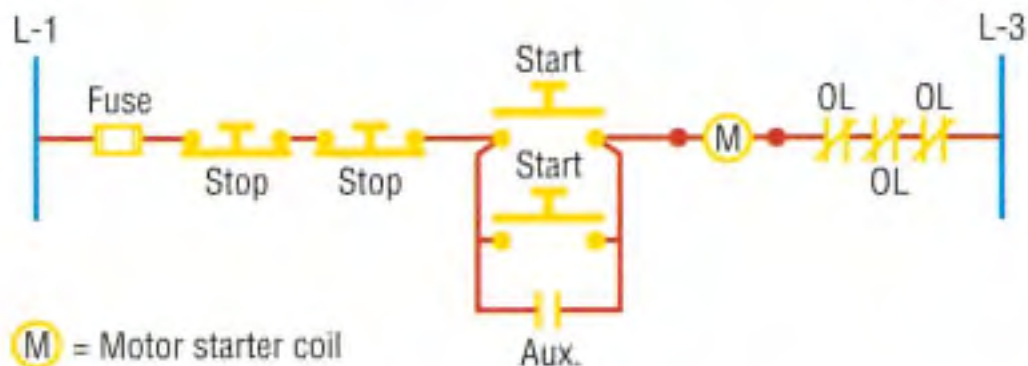 L-1
L-3
Fuse
Stop
Stop
Start
Start
Aux.
M
OL
OL
OL
M = Motor starter coil